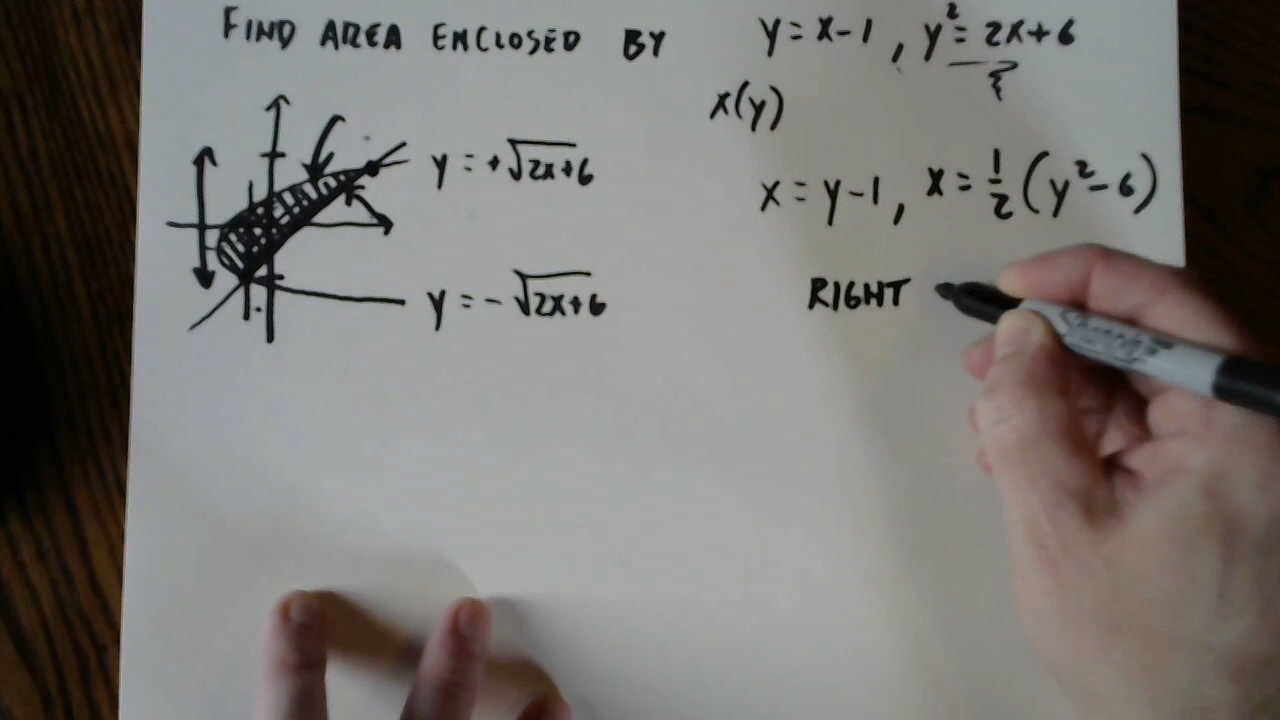 FIND AREA ENCLOSED BY y = x - 1 , y² = 2x + 6
x(y)
y = +√2x+6
x = y - 1 , x = 1/2 (y² - 6)
y = -√2x+6
RIGHT